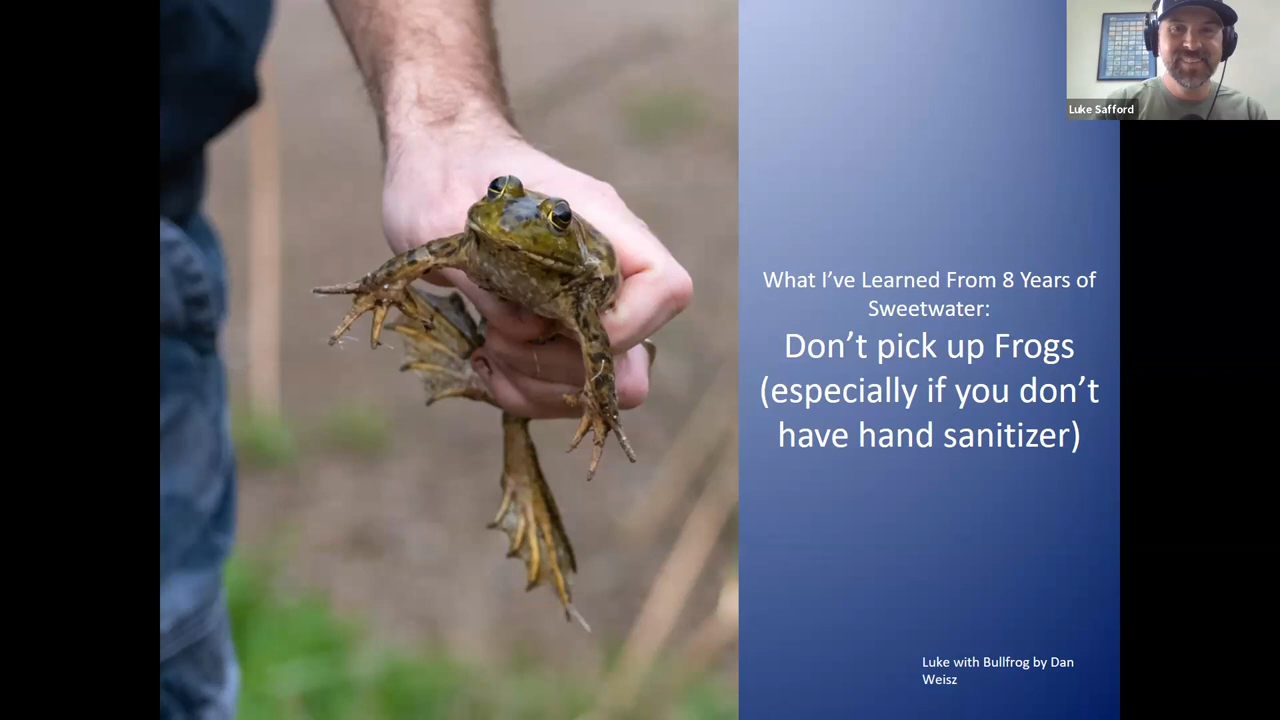 Luke Safford
What I've Learned From 8 Years of
Sweetwater:
Don't pick up Frogs
(especially if you don't
have hand sanitizer)
Luke with Bullfrog by Dan
Weisz